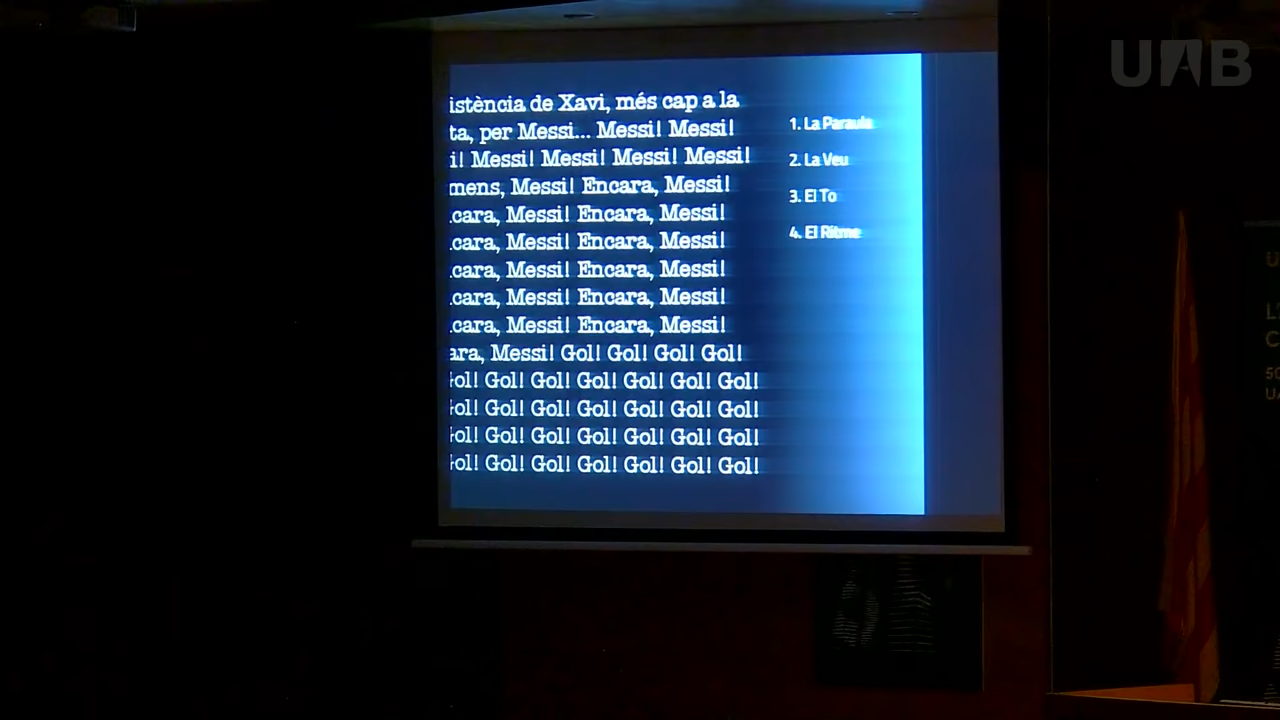 istència de Xavi, més cap a la
ta, per Messi... Messi! Messi!
i! Messi! Messi! Messi! Messi!
mens, Messi! Encara, Messi!
cara, Messi! Encara, Messi!
cara, Messi! Encara, Messi!
cara, Messi! Encara, Messi!
cara, Messi! Encara, Messi!
cara, Messi! Encara, Messi!
ara, Messi! Gol! Gol! Gol! Gol!
Gol! Gol! Gol! Gol! Gol! Gol! Gol!
Gol! Gol! Gol! Gol! Gol! Gol! Gol!
Gol! Gol! Gol! Gol! Gol! Gol! Gol!
Gol! Gol! Gol! Gol! Gol! Gol! Gol!
1. La Paraula
2. La Veu
3. El To
4. El Ritme
UAB